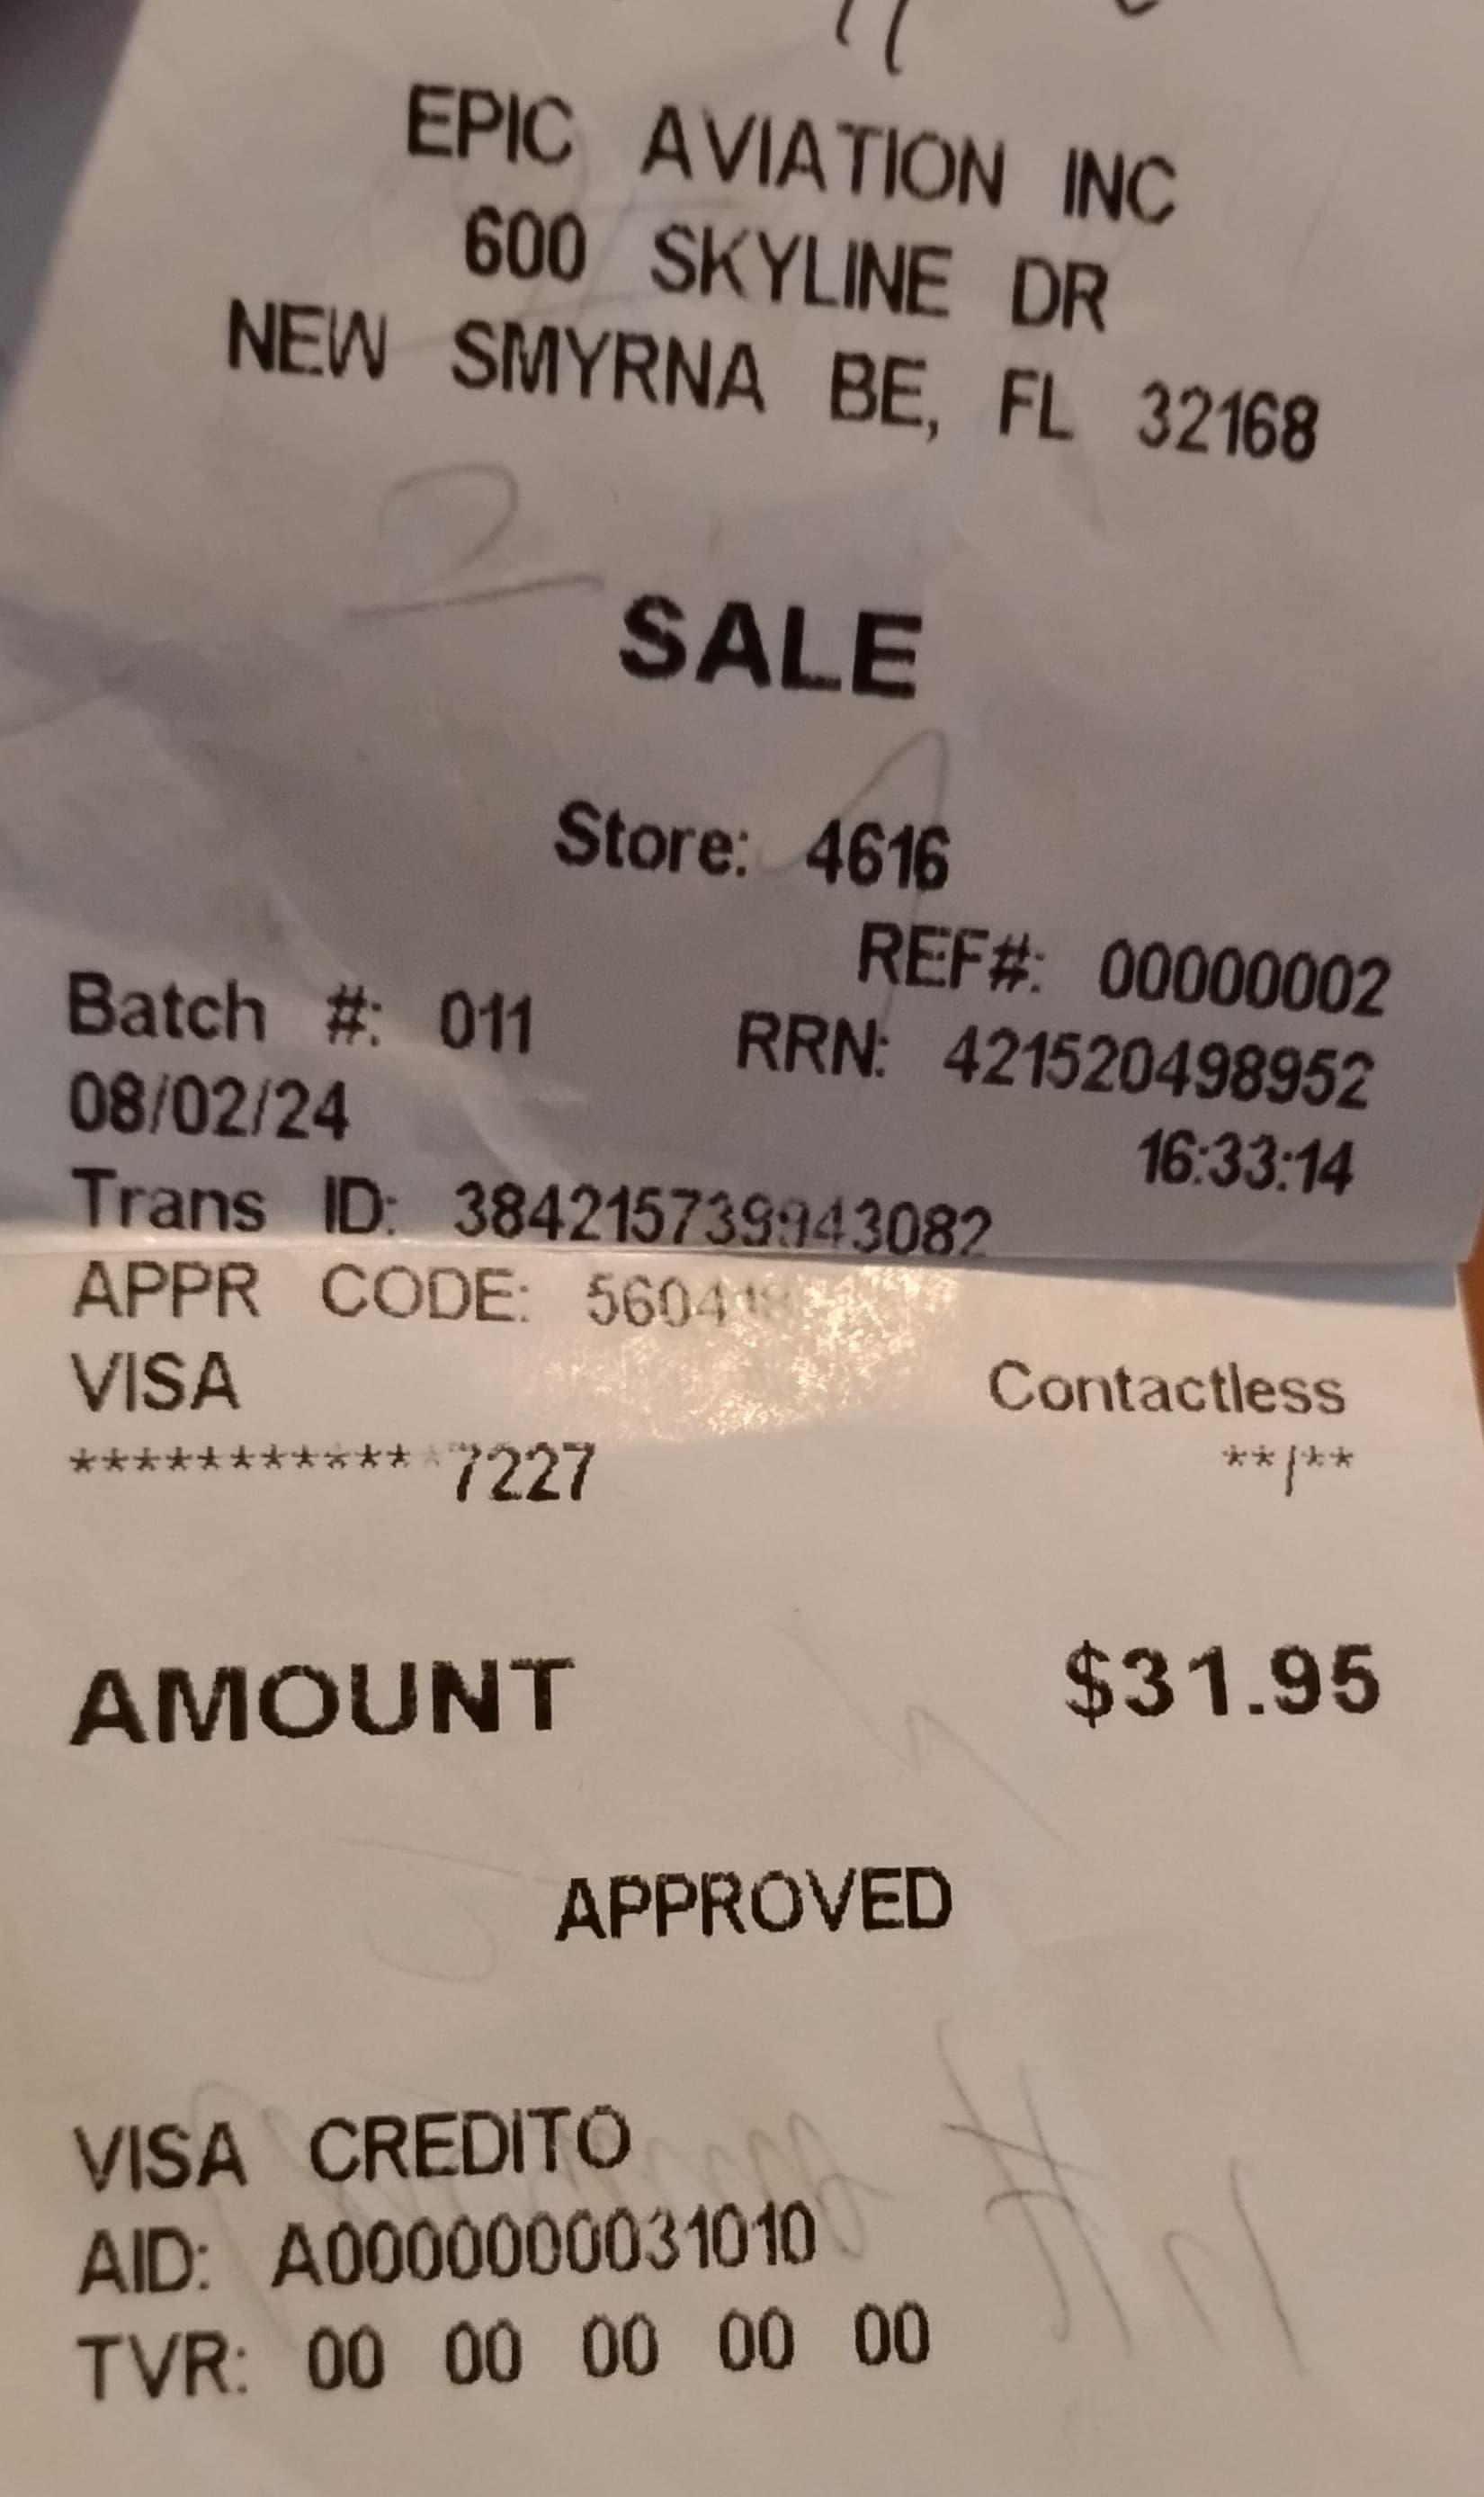 EPIC AVIATION INC
600 SKYLINE DR
NEW SMYRNA BE, FL 32168
2
SALE
Store: 4616
REF#: 00000002
Batch #: 011 RRN: 421520498952
08/02/24 16:33:14
Trans ID: 384215739943082
APPR CODE:
VISA Contactless
************7227 **/**
AMOUNT $31.95
APPROVED
VISA CREDITO
AID: A0000000031010
TVR: 00 00 00 00 00